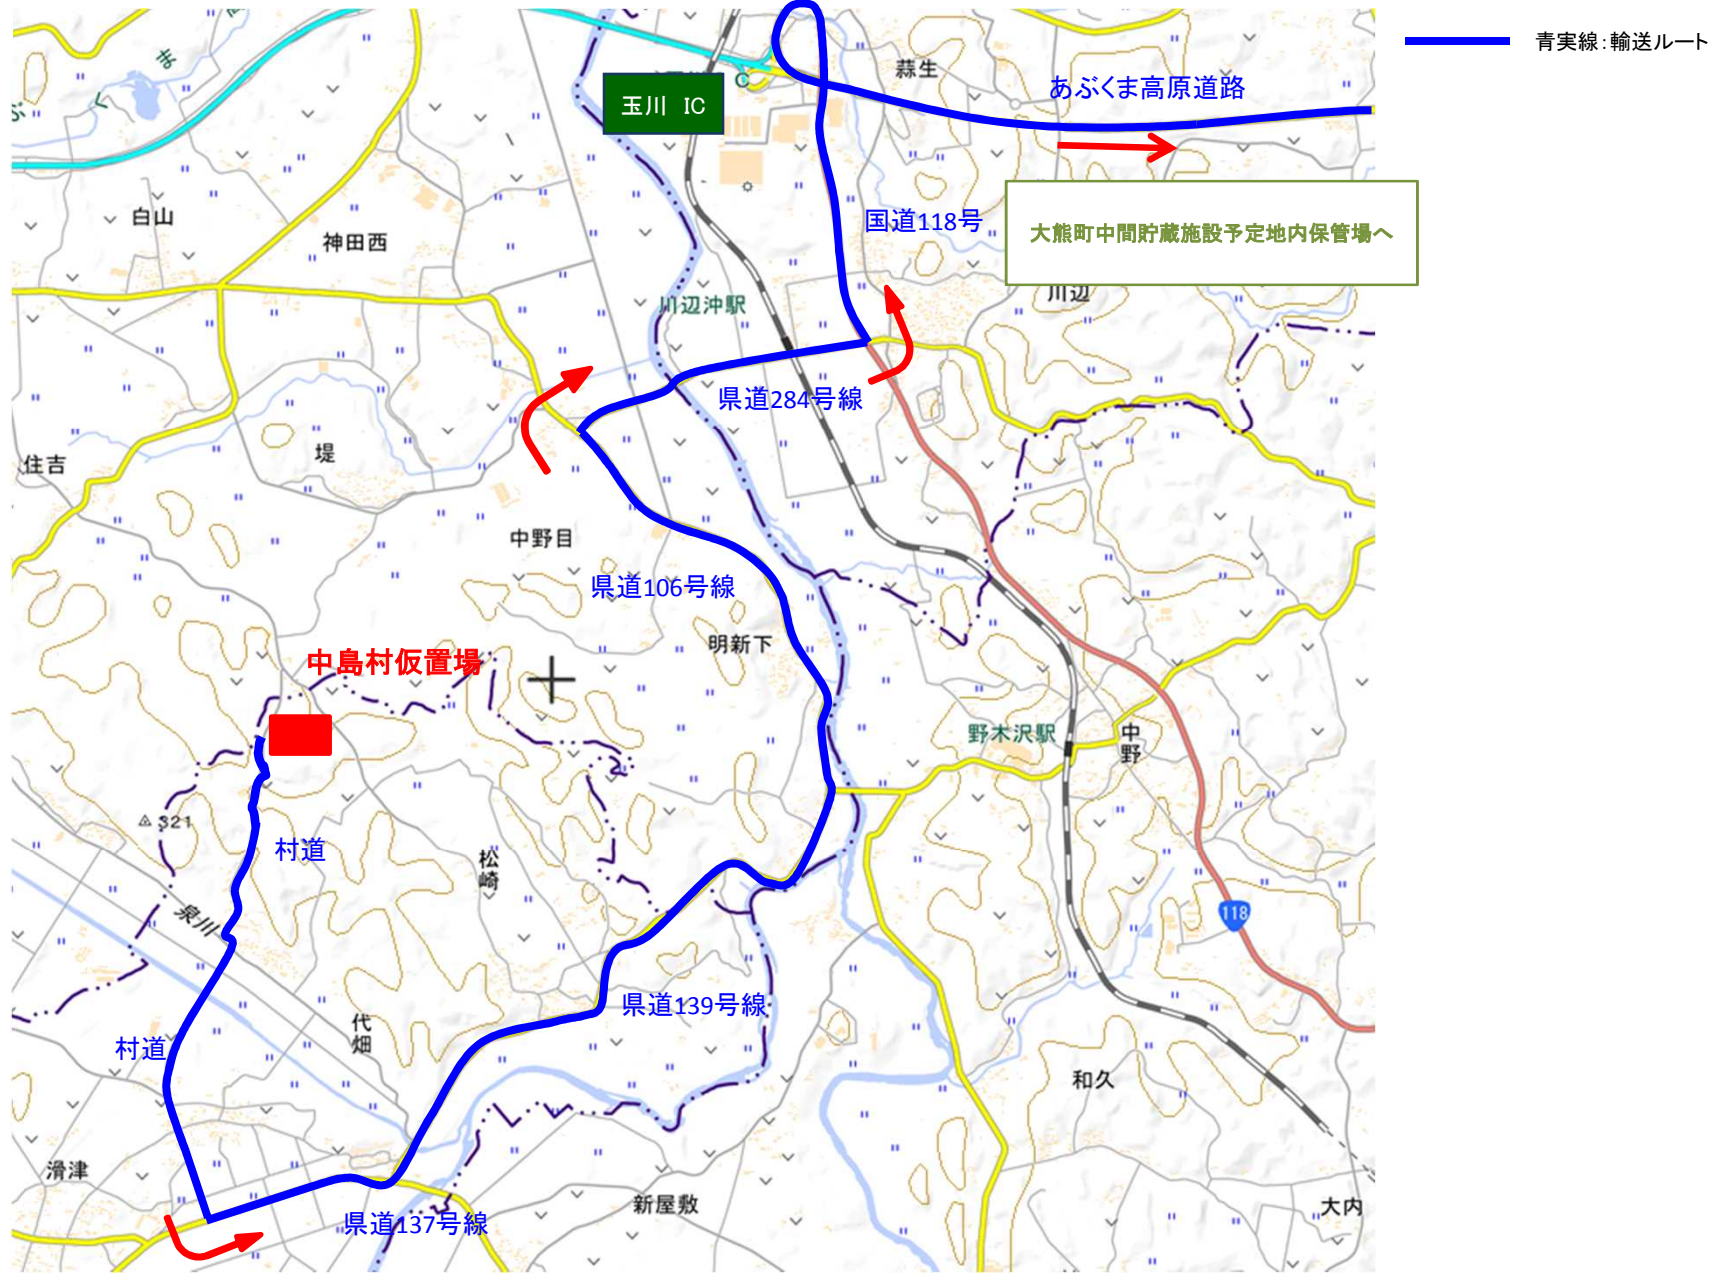 青実線：輸送ルート
ま
く
ぶ
蒜生
あぶくま高原道路
玉川　IC
C
白山
神田西
国道118号
大熊町中間貯蔵施設予定地内保管場へ
川辺
川辺沖駅
県道284号線
住吉
堤
中野目
県道106号線
明新下
中島村仮置場
野木沢駅
中野
321
村道
松崎
泉川
118
県道139号線
代畑
村道
和久
滑津
新屋敷
大内
県道137号線